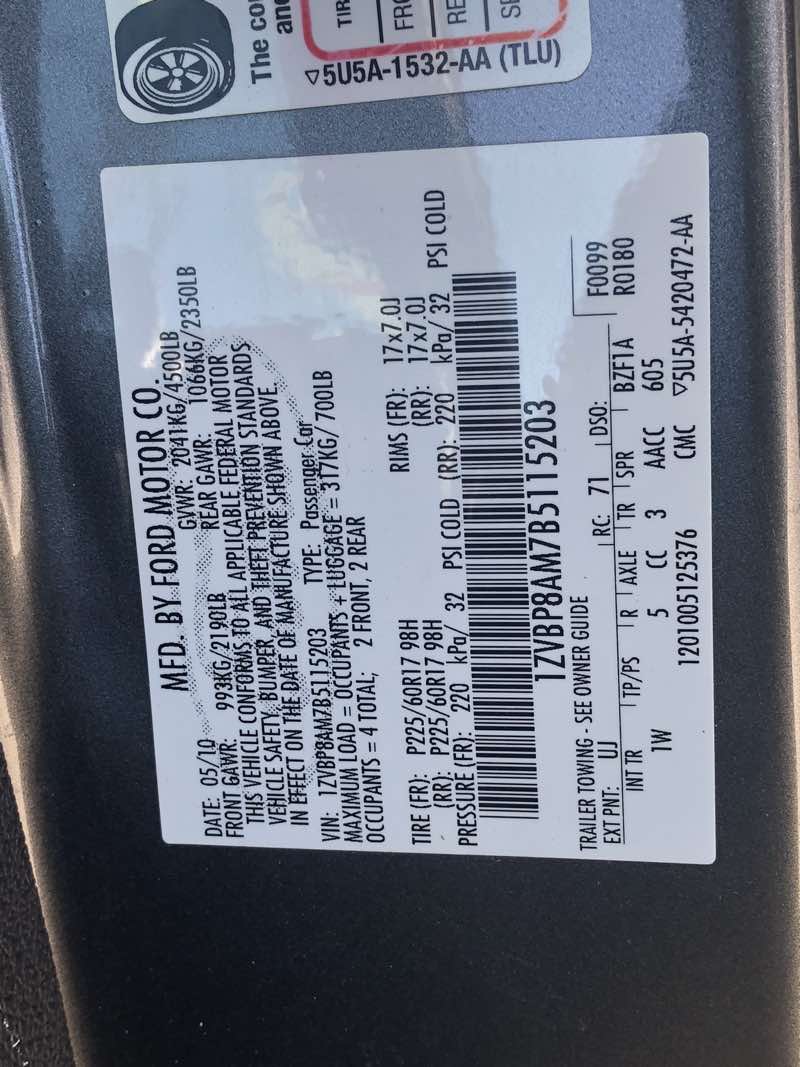 The co
an
TIR
FR
RE
SP
▽5U5A-1532-AA (TLU)
MFD. BY FORD MOTOR CO.
DATE: 05/10 GVWR: 2041KG/4500LB
FRONT GAWR: 993KG/2190LB REAR GAWR: 1066KG/2350LB
THIS VEHICLE CONFORMS TO ALL APPLICABLE FEDERAL MOTOR
VEHICLE SAFETY, BUMPER, AND THEFT PREVENTION STANDARDS
IN EFFECT ON THE DATE OF MANUFACTURE SHOWN ABOVE.
VIN: 1ZVBP8AM7B5115203 TYPE: Passenger Car
MAXIMUM LOAD = OCCUPANTS + LUGGAGE = 317KG/700LB
OCCUPANTS = 4 TOTAL; 2 FRONT, 2 REAR
TIRE (FR): P225/60R17 98H RIMS (FR): 17x7.0J
(RR): P225/60R17 98H (RR): 17x7.0J
PRESSURE (FR): 220 kPa/ 32 PSI COLD (RR): 220 kPa/ 32 PSI COLD
1ZVBP8AM7B5115203
TRAILER TOWING - SEE OWNER GUIDE F0099
EXT PNT: UJ RC: 71 DSO: R0180
INT TR TP/PS R AXLE TR SPR BZF1A
1W 5 CC 3 AACC 605
1201005125376 CMC ▽5U5A-5420472-AA